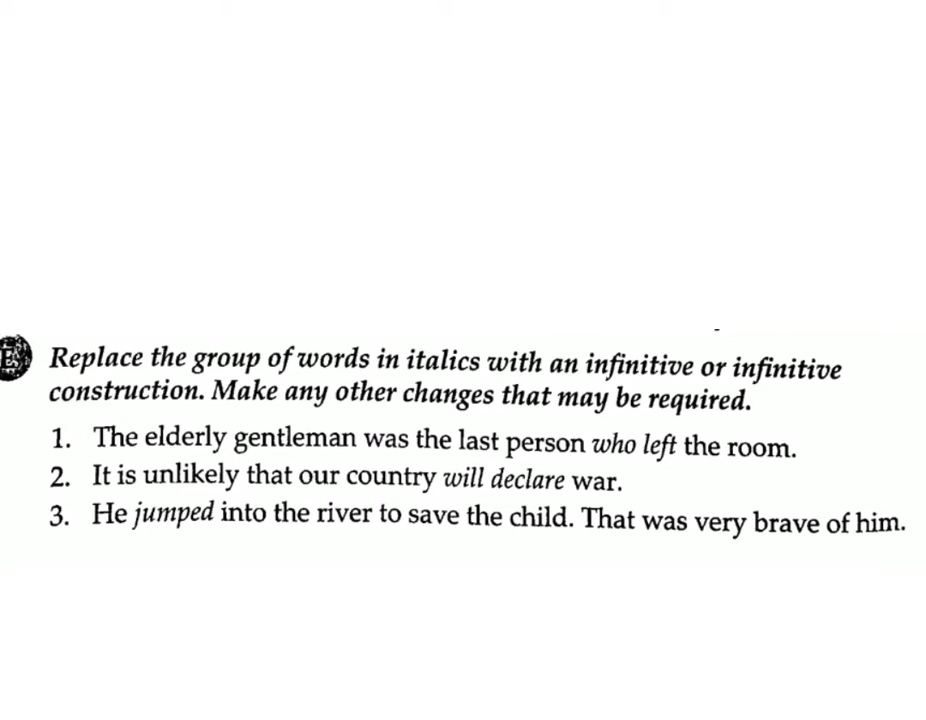 E Replace the group of words in italics with an infinitive or infinitive
construction. Make any other changes that may be required.
1. The elderly gentleman was the last person who left the room.
2. It is unlikely that our country will declare war.
3. He jumped into the river to save the child. That was very brave of him.